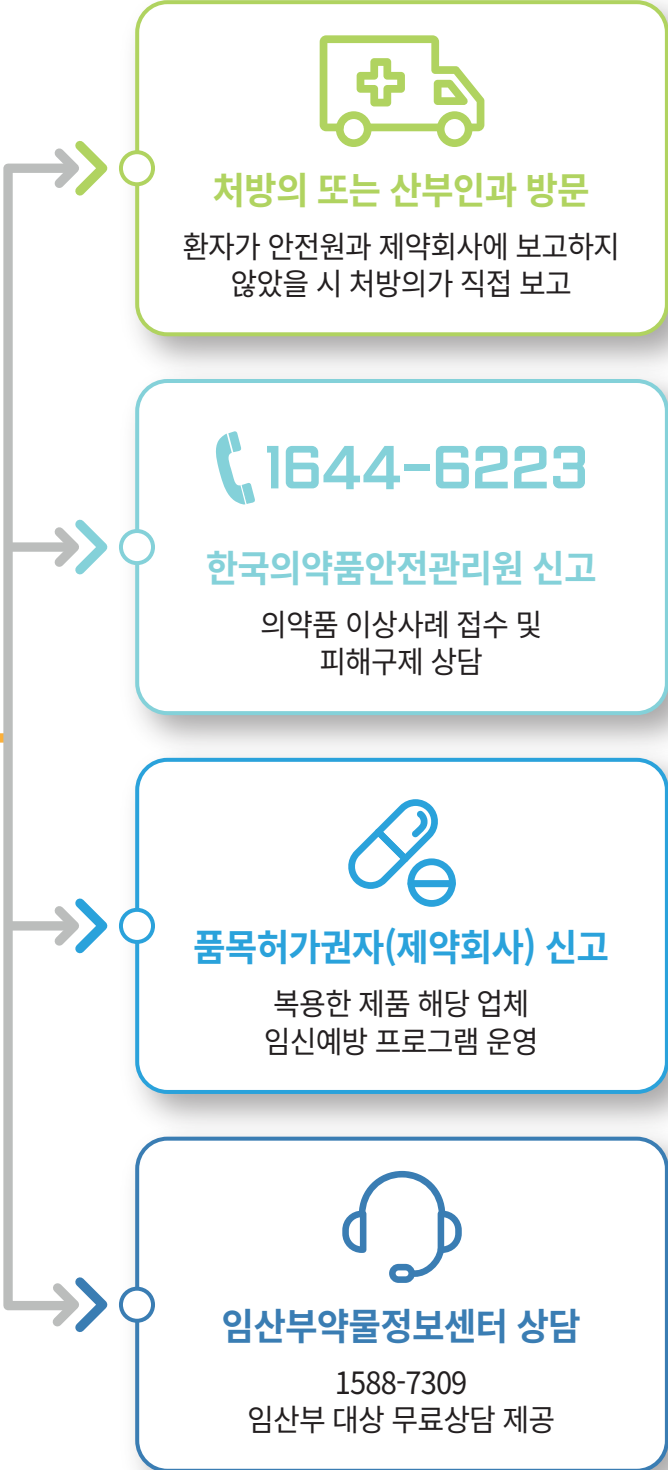 처방의 또는 산부인과 방문
환자가 안전원과 제약회사에 보고하지
않았을 시 처방의가 직접 보고
1644-6223
한국의약품안전관리원 신고
의약품 이상사례 접수 및
피해구제 상담
품목허가권자(제약회사) 신고
복용한 제품 해당 업체
임신예방 프로그램 운영
임산부약물정보센터 상담
1588-7309
임산부 대상 무료상담 제공